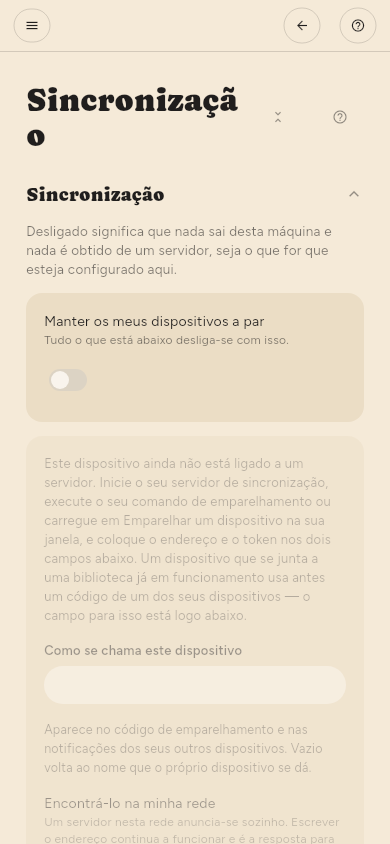 Sincronizaçã
o
Sincronização
Desligado significa que nada sai desta máquina e
nada é obtido de um servidor, seja o que for que
esteja configurado aqui.
Manter os meus dispositivos a par
Tudo o que está abaixo desliga-se com isso.
Este dispositivo ainda não está ligado a um
servidor. Inicie o seu servidor de sincronização,
execute o seu comando de emparelhamento ou
carregue em Emparelhar um dispositivo na sua
janela, e coloque o endereço e o token nos dois
campos abaixo. Um dispositivo que se junta a
uma biblioteca já em funcionamento usa antes
um código de um dos seus dispositivos — o
campo para isso está logo abaixo.
Como se chama este dispositivo
Aparece no código de emparelhamento e nas
notificações dos seus outros dispositivos. Vazio
volta ao nome que o próprio dispositivo se dá.
Encontrá-lo na minha rede
Um servidor nesta rede anuncia-se sozinho. Escrever
o endereço continua a funcionar e é a resposta para